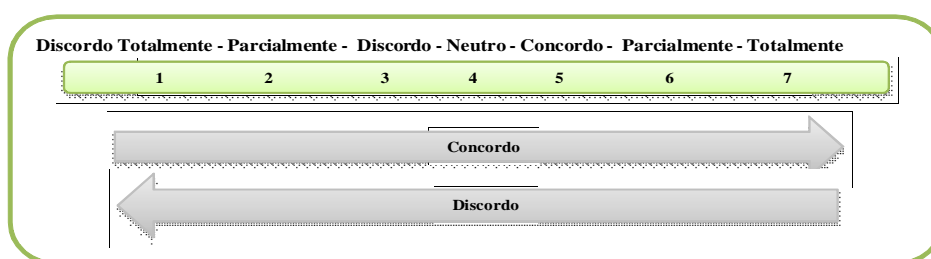 Discordo Totalmente - Parcialmente - Discordo - Neutro - Concordo - Parcialmente - Totalmente
1 2 3 4 5 6 7
Concordo
Discordo